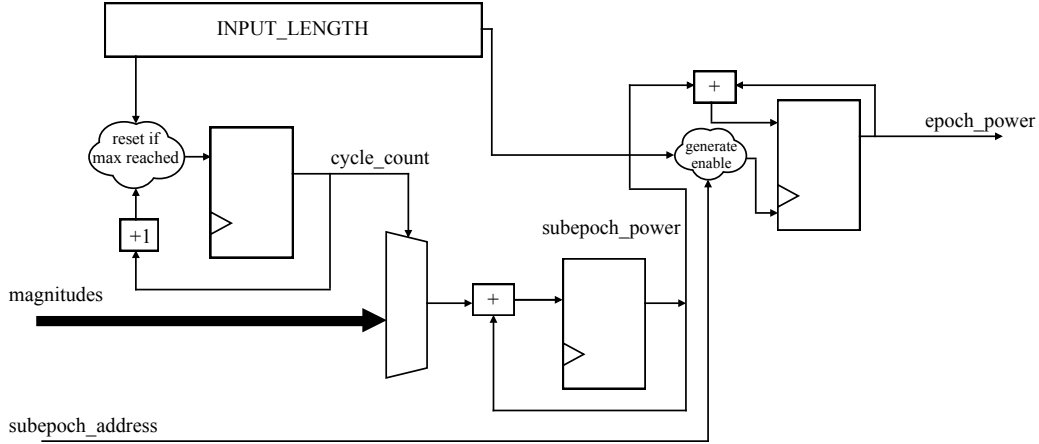 INPUT_LENGTH
+
epoch_power
reset if
max reached
generate
enable
cycle_count
+1
subepoch_power
magnitudes
+
subepoch_address